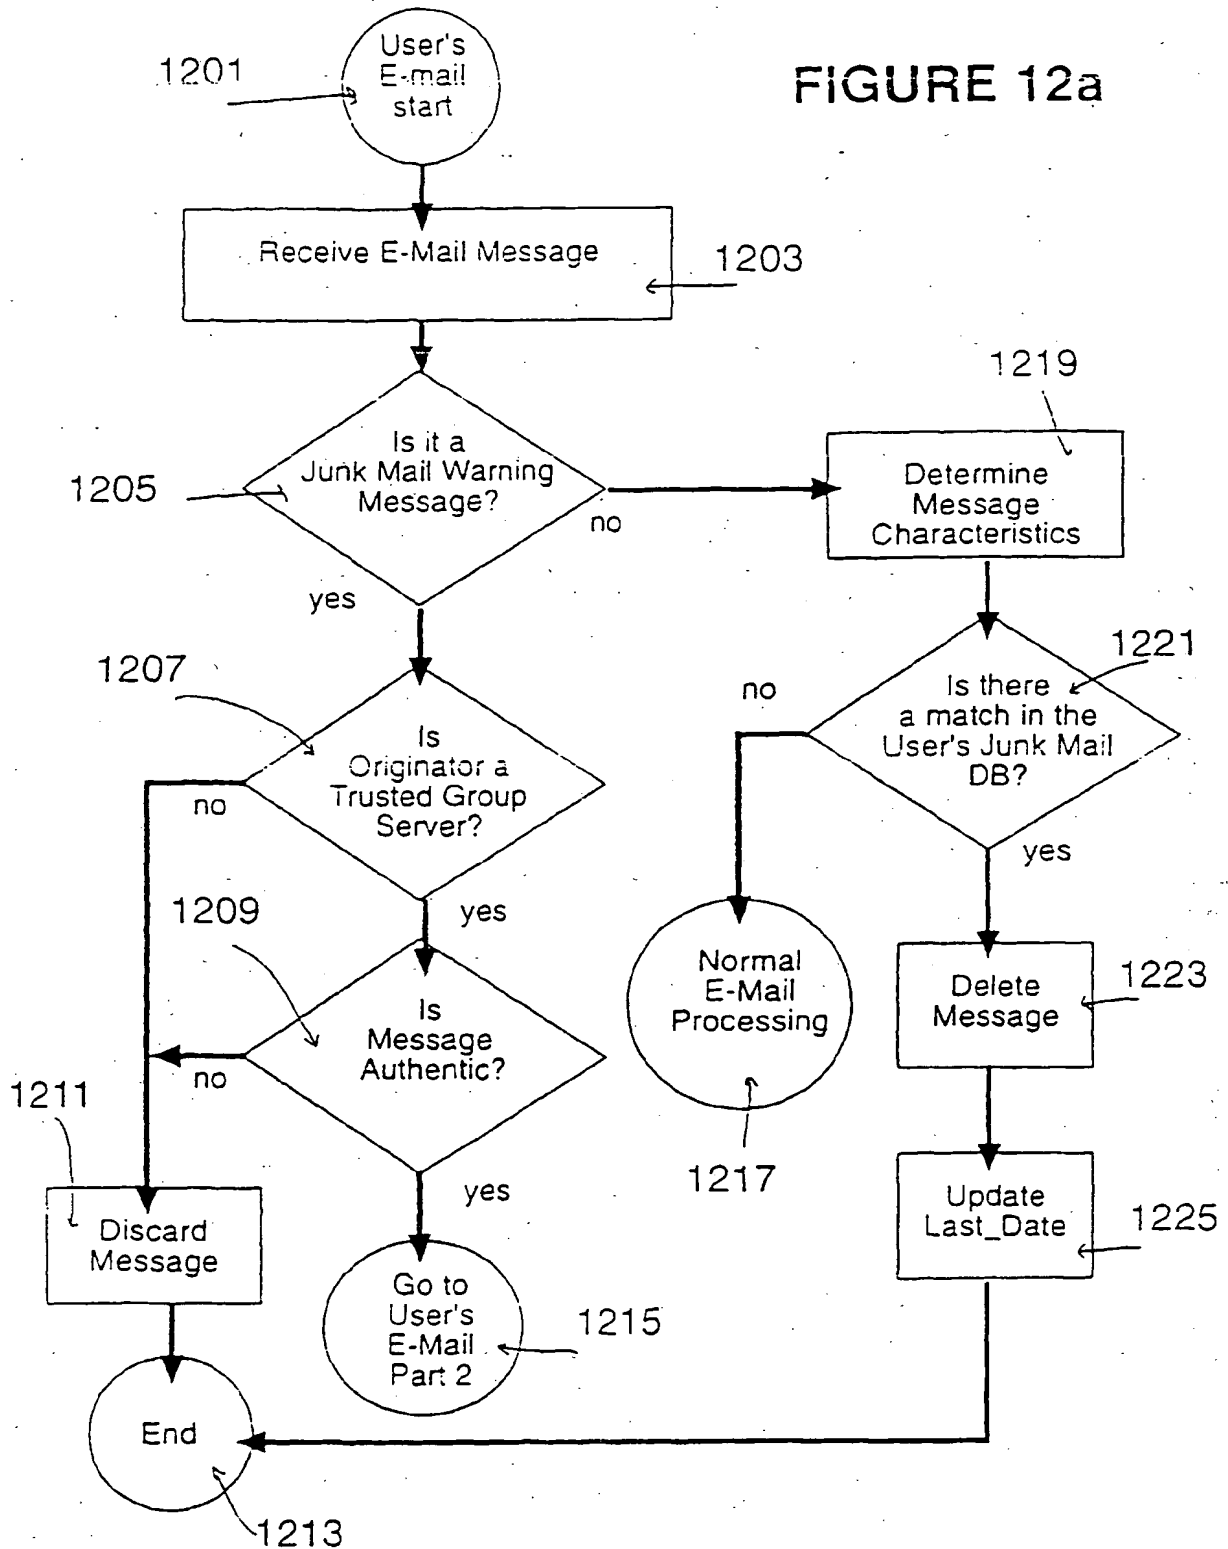 FIGURE 12a
1201
User's
E-mail
start
Receive E-Mail Message
1203
1205
Is it a
Junk Mail Warning
Message?
no
yes
1219
Determine
Message
Characteristics
1207
Is
Originator a
Trusted Group
Server?
no
yes
1221
Is there
a match in the
User's Junk Mail
DB?
no
yes
1209
Is
Message
Authentic?
no
yes
Normal
E-Mail
Processing
1217
Delete
Message
1223
1211
Discard
Message
Go to
User's
E-Mail
Part 2
1215
Update
Last_Date
1225
End
1213